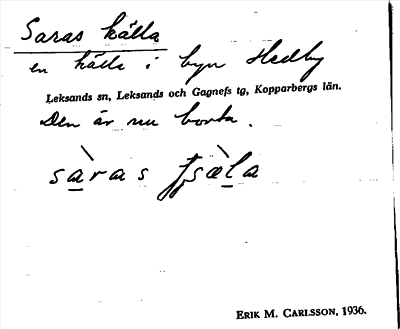 Saras källa
en källa i byn Hedby
Leksands sn, Leksands och Gagnefs tg, Kopparbergs län.
Den är nu borta.
sàras
ERIK M. CARLSSON, 1936.